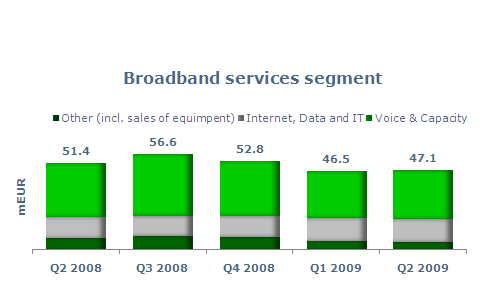 Broadband services segment
Other (incl. sales of equimpent) Internet, Data and IT Voice & Capacity
51.4 56.6 52.8 46.5 47.1
mEUR
Q2 2008 Q3 2008 Q4 2008 Q1 2009 Q2 2009